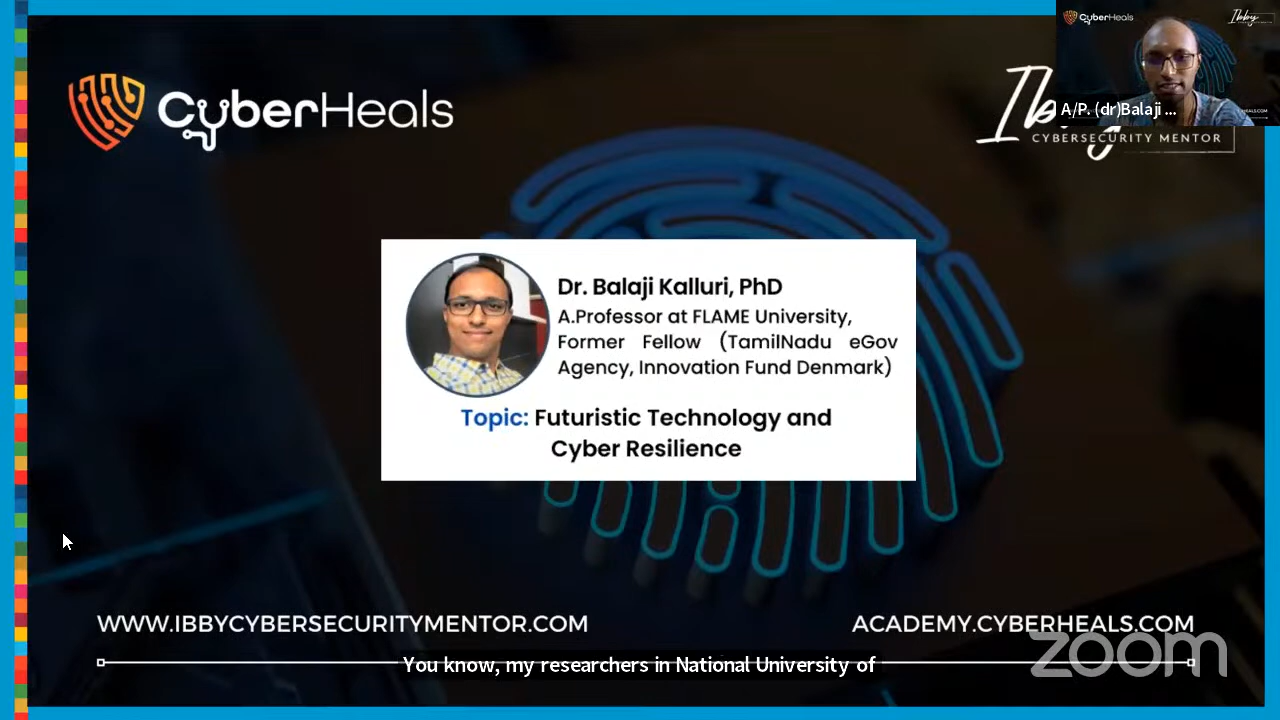 CyberHeals
Ibby
CyberHeals
Ib
A/P. (dr)Balaji ...
CYBERSECURITY MENTOR
Dr. Balaji Kalluri, PhD
A.Professor at FLAME University,
Former Fellow (TamilNadu eGov
Agency, Innovation Fund Denmark)
Topic: Futuristic Technology and
Cyber Resilience
WWW.IBBYCYBERSECURITYMENTOR.COM
ACADEMY.CYBERHEALS.COM
zoom
You know, my researchers in National University of